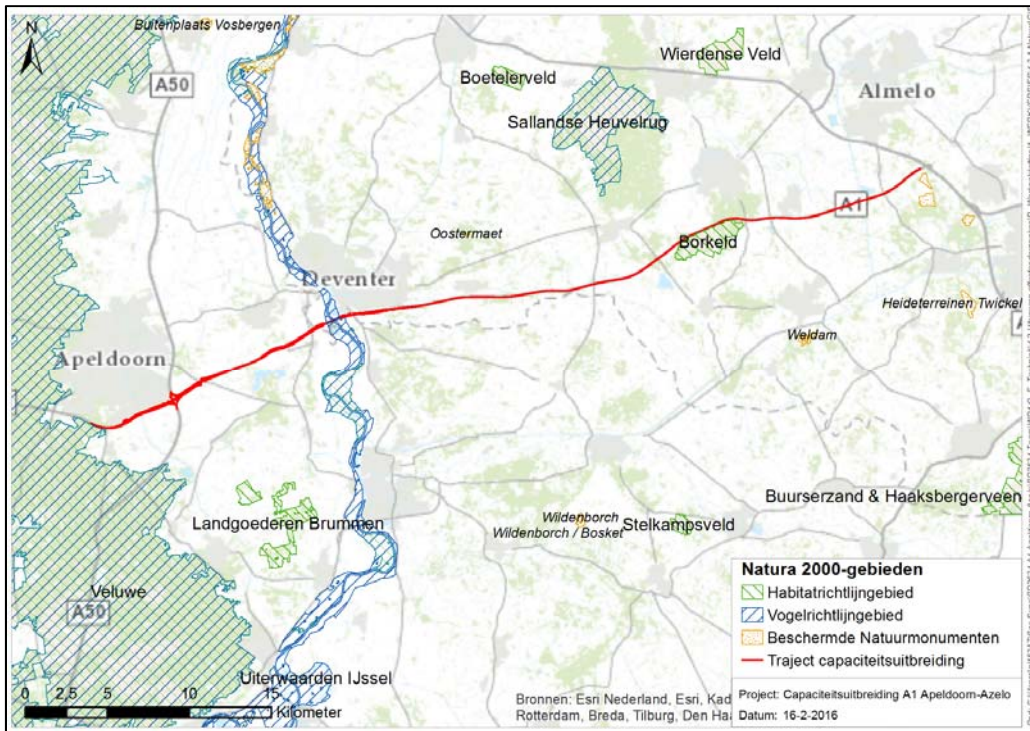 N
Buitenplaats Vosbergen
A50
Boetelerveld
Wierdense Veld
Almelo
Sallandse Heuvelrug
A1
Oostermaet
Borkeld
Deventer
Heideterreinen Twickel
Weldam
Apeldoorn
Buurserzand & Haaksbergerveen
Landgoederen Brummen
Wildenborch
Wildenborch / Bosket
Stelkampsveld
Veluwe
A50
Uiterwaarden IJssel
0 2,5 5 10 15
Kilometer
Natura 2000-gebieden
Habitatrichtlijngebied
Vogelrichtlijngebied
Beschermde Natuurmonumenten
Traject capaciteitsuitbreiding
Project: Capaciteitsuitbreiding A1 Apeldoorn-Azelo
Datum: 16-2-2016
Bronnen: Esri Nederland, Esri, Kad
Rotterdam, Breda, Tilburg, Den Ha